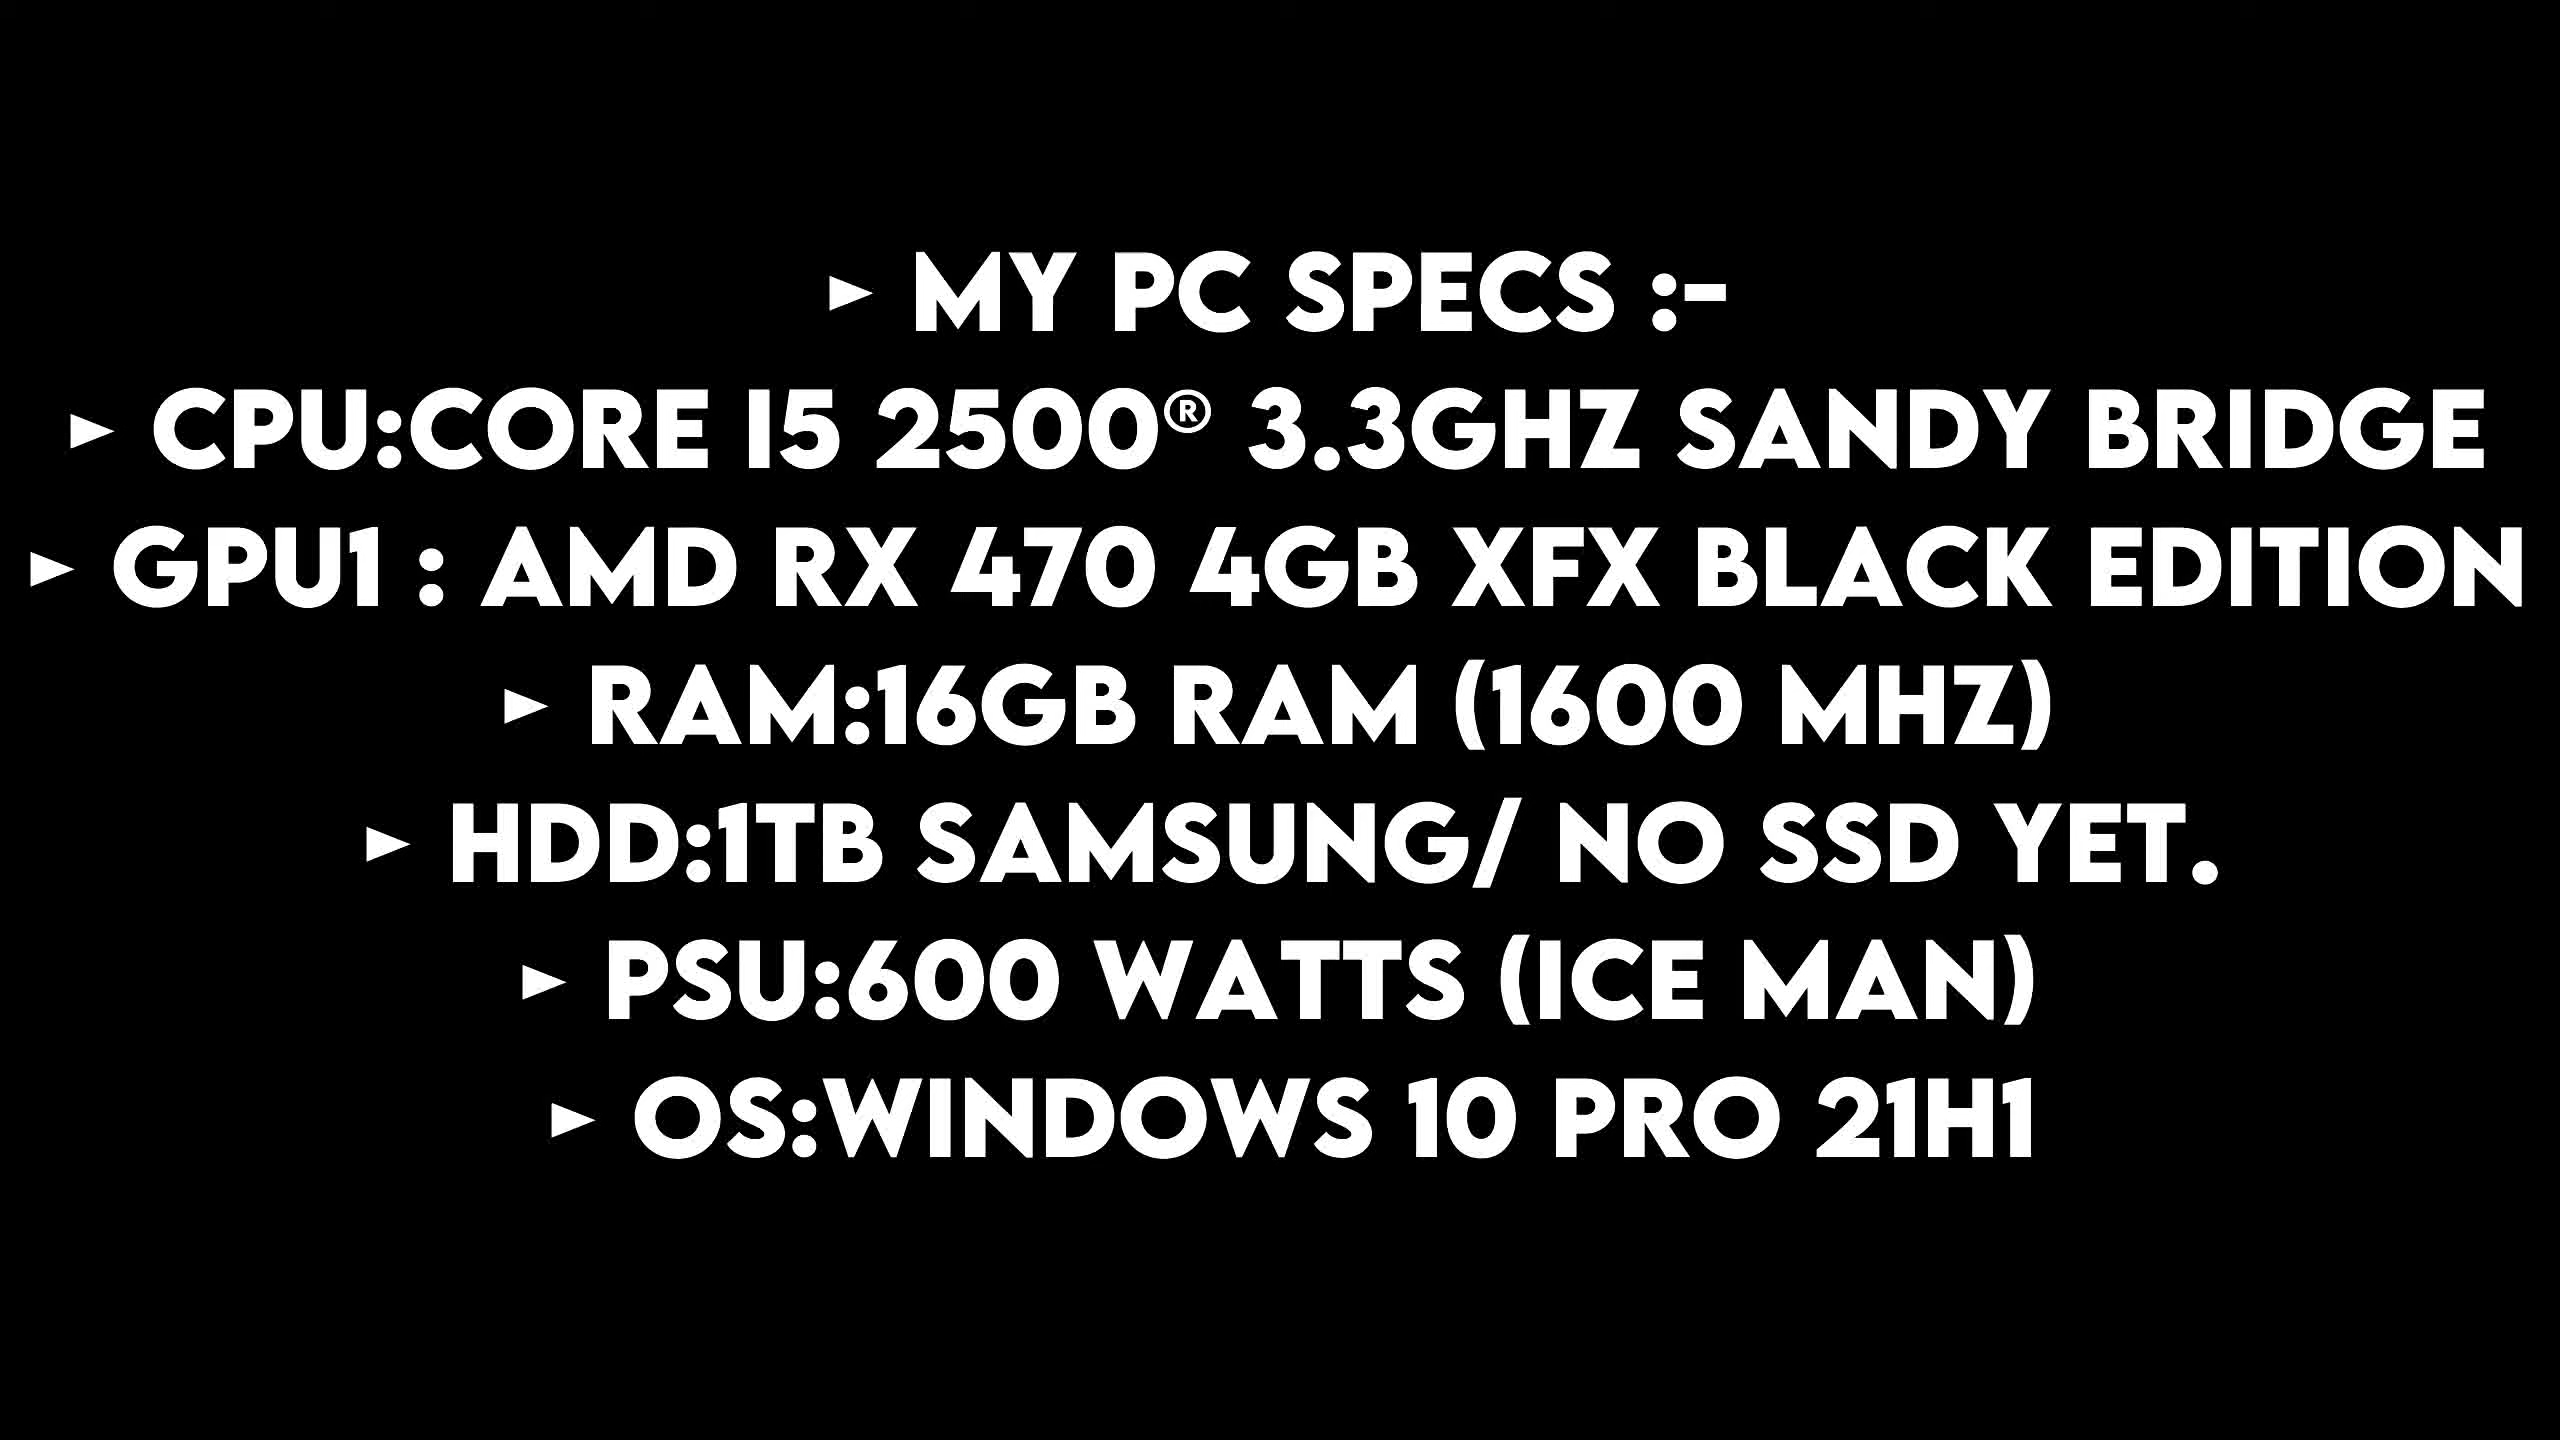 ► MY PC SPECS :-
► CPU:CORE I5 2500® 3.3GHZ SANDY BRIDGE
► GPU1 : AMD RX 470 4GB XFX BLACK EDITION
► RAM:16GB RAM (1600 MHZ)
► HDD:1TB SAMSUNG/ NO SSD YET.
► PSU:600 WATTS (ICE MAN)
► OS:WINDOWS 10 PRO 21H1